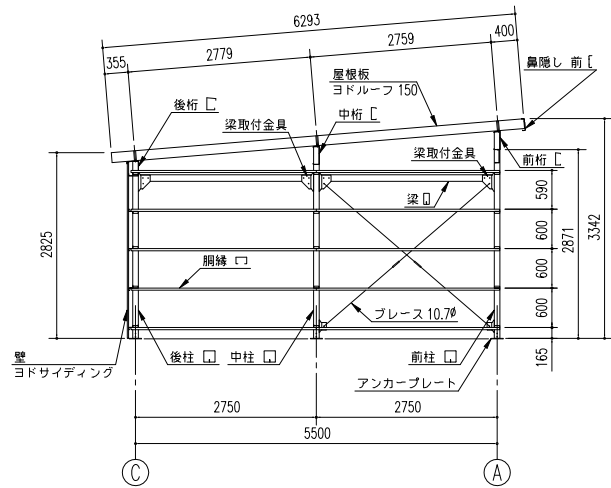 6293
355
2779
2759
400
屋根板
ヨドルーフ 150
鼻隠し 前
後桁
中桁
梁取付金具
梁取付金具
前桁
梁
590
600
600
600
165
2871
3342
2825
胴縁
ブレース 10.7φ
後柱
中柱
前柱
壁
ヨドサイディング
アンカープレート
2750
2750
5500
C
A